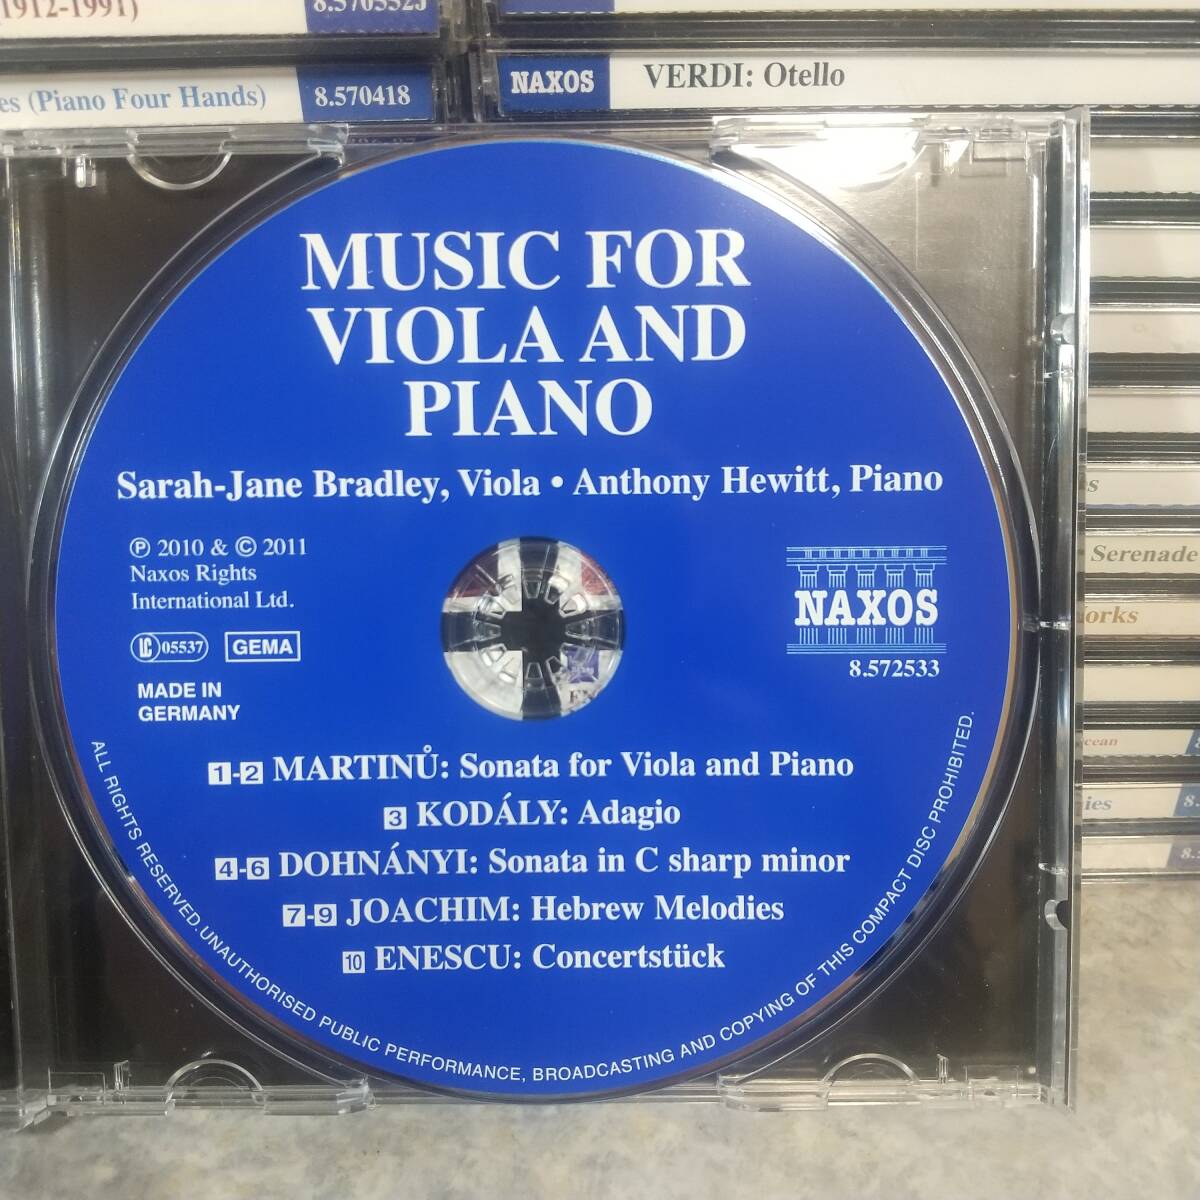 (1912-1991)
8.570552J
es (Piano Four Hands)
8.570418
NAXOS
VERDI: Otello
MUSIC FOR
VIOLA AND
PIANO
Sarah-Jane Bradley, Viola • Anthony Hewitt, Piano
℗ 2010 & © 2011
Naxos Rights
International Ltd.
LC 05537 GEMA
MADE IN
GERMANY
NAXOS
8.572533
1-2 MARTINŮ: Sonata for Viola and Piano
3 KODÁLY: Adagio
4-6 DOHNÁNYI: Sonata in C sharp minor
7-9 JOACHIM: Hebrew Melodies
10 ENESCU: Concertstück
ALL RIGHTS RESERVED. UNAUTHORISED PUBLIC PERFORMANCE, BROADCASTING AND COPYING OF THIS COMPACT DISC PROHIBITED.
Serenade
orks
cean
ies